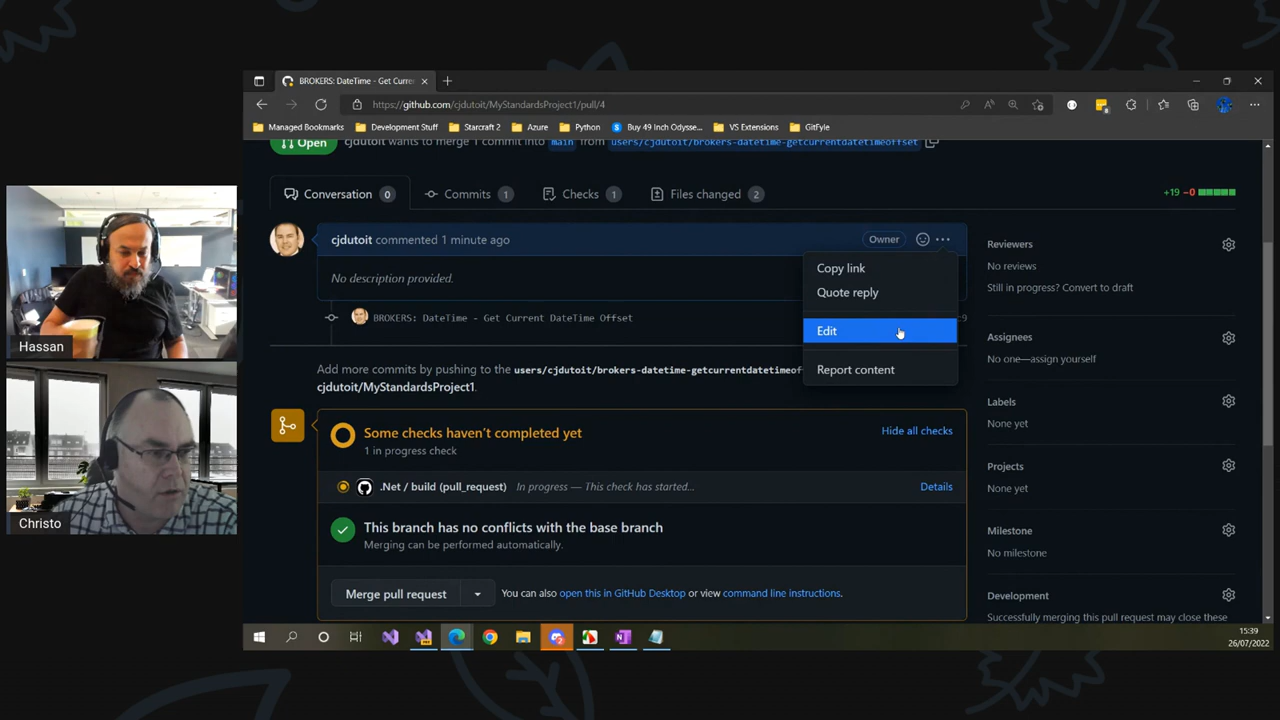 BROKERS: DateTime - Get Curre
https://github.com/cjdutoit/MyStandardsProject1/pull/4
Managed Bookmarks
Development Stuff
Starcraft 2
Azure
Python
Buy 49 Inch Odysse...
VS Extensions
GitFyle
Open
cjdutoit wants to merge 1 commit into main from users/cjdutoit/brokers-datetime-getcurrentdatetimeoffset
Conversation 0
Commits 1
Checks 1
Files changed 2
+19 −0
cjdutoit commented 1 minute ago
Owner
No description provided.
Copy link
Quote reply
Edit
Report content
BROKERS: DateTime - Get Current DateTime Offset
9
Add more commits by pushing to the users/cjdutoit/brokers-datetime-getcurrentdatetimeof
cjdutoit/MyStandardsProject1.
Some checks haven't completed yet
1 in progress check
Hide all checks
.Net / build (pull_request) In progress — This check has started...
Details
This branch has no conflicts with the base branch
Merging can be performed automatically.
Merge pull request
You can also open this in GitHub Desktop or view command line instructions.
Reviewers
No reviews
Still in progress? Convert to draft
Assignees
No one—assign yourself
Labels
None yet
Projects
None yet
Milestone
No milestone
Development
Successfully merging this pull request may close these
Hassan
Christo
15:39
26/07/2022